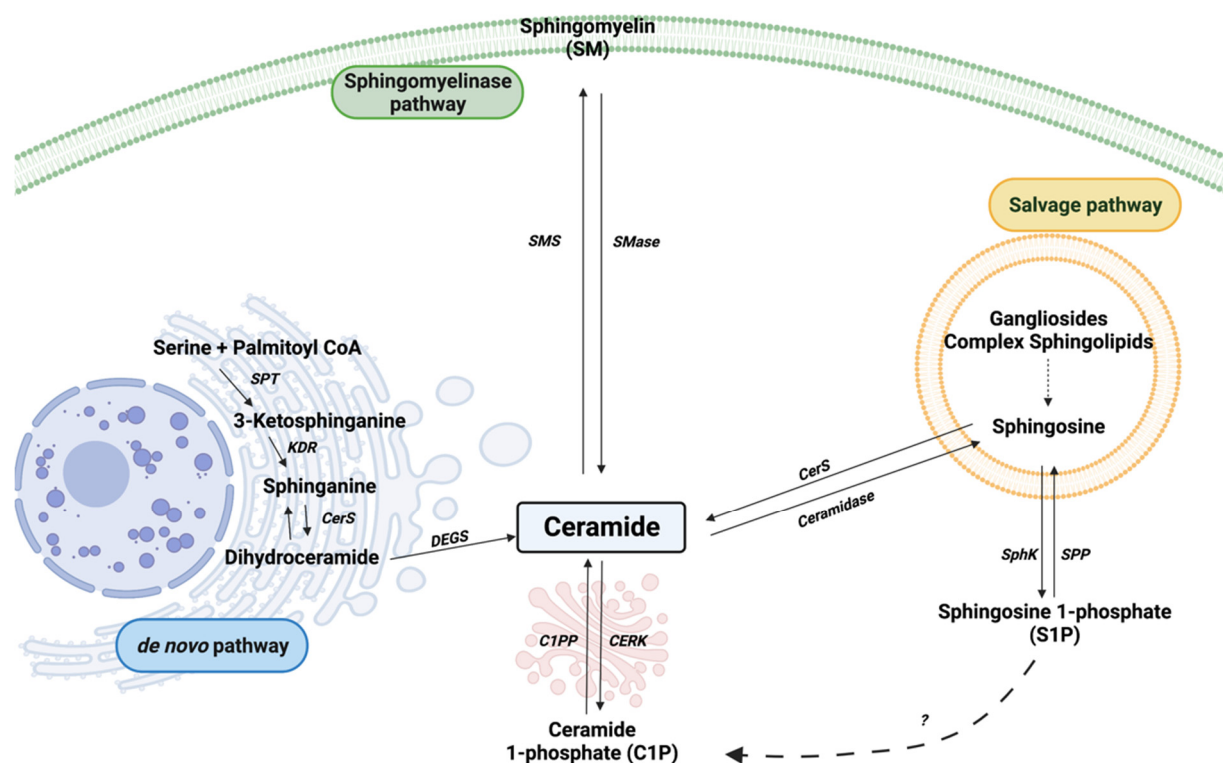 Sphingomyelin
(SM)
Sphingomyelinase
pathway
Salvage pathway
SMS
SMase
Gangliosides
Complex Sphingolipids
Sphingosine
Serine + Palmitoyl CoA
SPT
3-Ketosphinganine
KDR
Sphinganine
CerS
Dihydroceramide
DEGS
Ceramide
CerS
Ceramidase
SphK
SPP
Sphingosine 1-phosphate
(S1P)
de novo pathway
C1PP
CERK
Ceramide
1-phosphate (C1P)
?